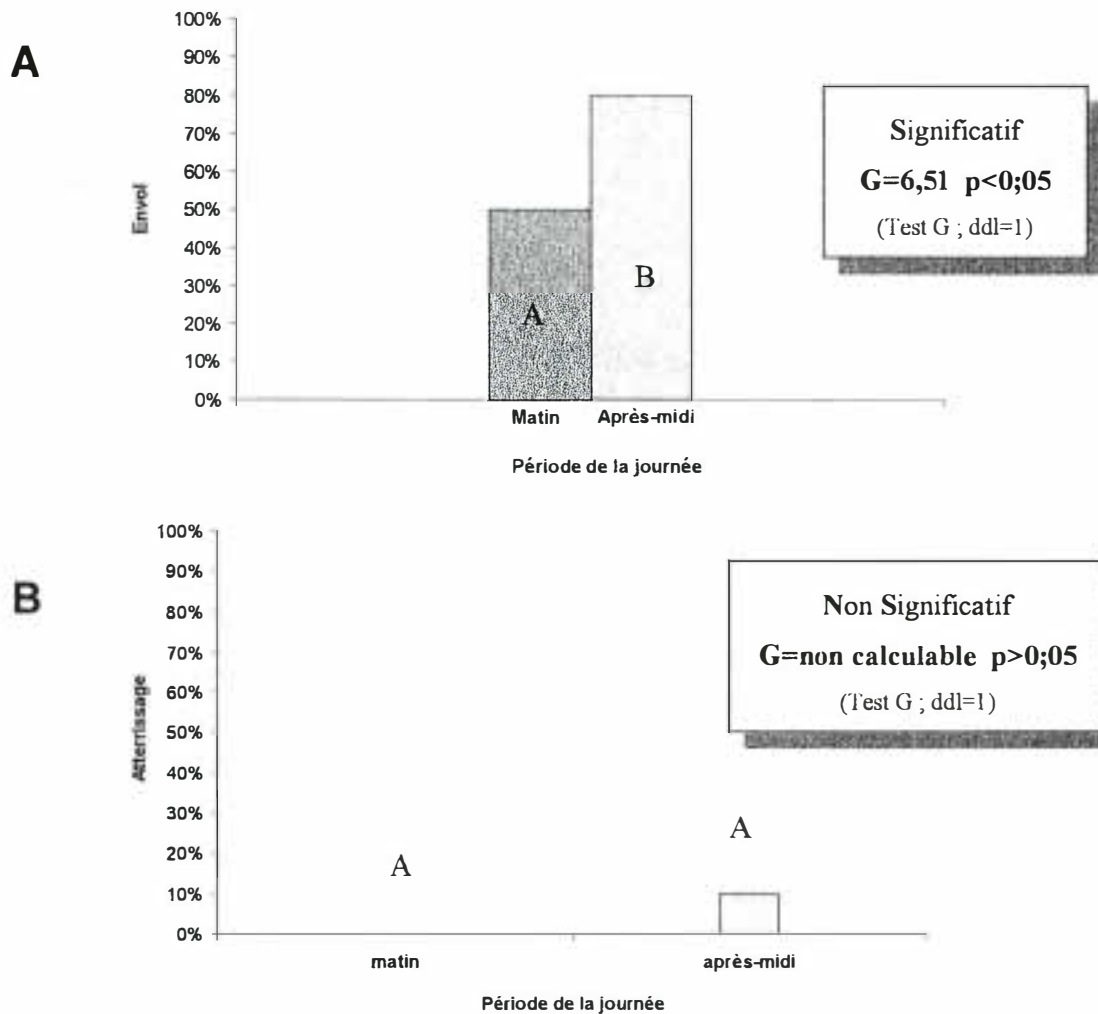 A
100%
90%
80%
70%
60%
50%
40%
30%
20%
10%
0%
Envol
A
B
Matin Après-midi
Période de la journée
Significatif
G=6,51 p<0;05
(Test G ; ddl=1)
B
100%
90%
80%
70%
60%
50%
40%
30%
20%
10%
0%
Atterrissage
A
A
matin après-midi
Période de la journée
Non Significatif
G=non calculable p>0;05
(Test G ; ddl=1)